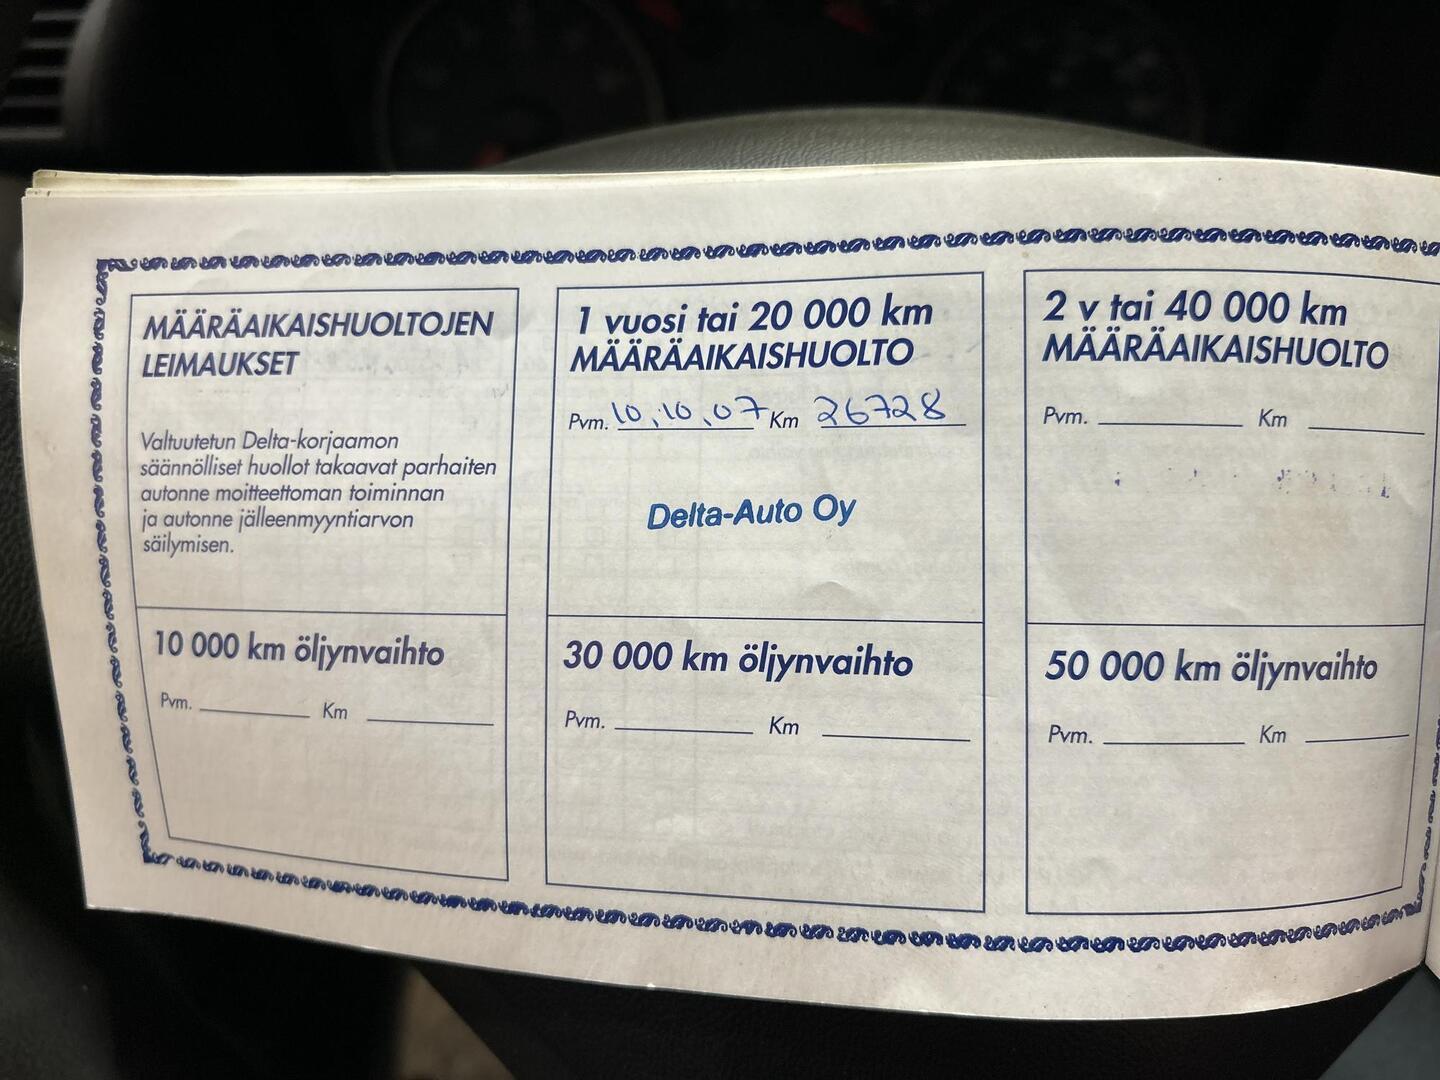 MÄÄRÄAIKAISHUOLTOJEN
LEIMAUKSET
Valtuutetun Delta-korjaamon
säännölliset huollot takaavat parhaiten
autonne moitteettoman toiminnan
ja autonne jälleenmyyntiarvon
säilymisen.
10 000 km öljynvaihto
Pvm. Km
1 vuosi tai 20 000 km
MÄÄRÄAIKAISHUOLTO
Pvm. 10.10.07 Km 26728
Delta-Auto Oy
30 000 km öljynvaihto
Pvm. Km
2 v tai 40 000 km
MÄÄRÄAIKAISHUOLTO
Pvm. Km
50 000 km öljynvaihto
Pvm. Km